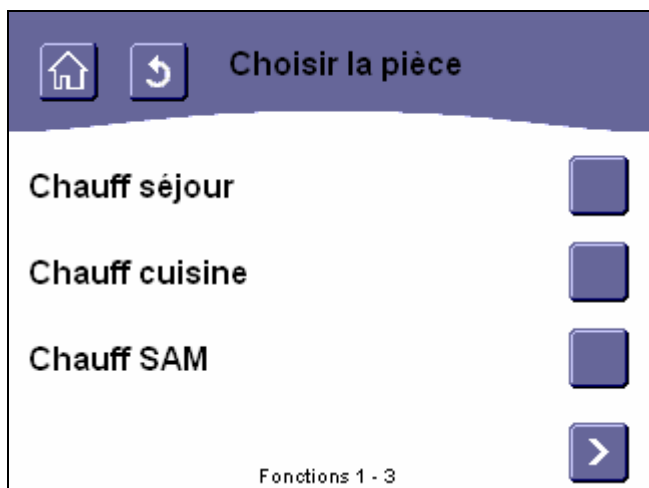 Choisir la pièce
Chauff séjour
Chauff cuisine
Chauff SAM
Fonctions 1 - 3